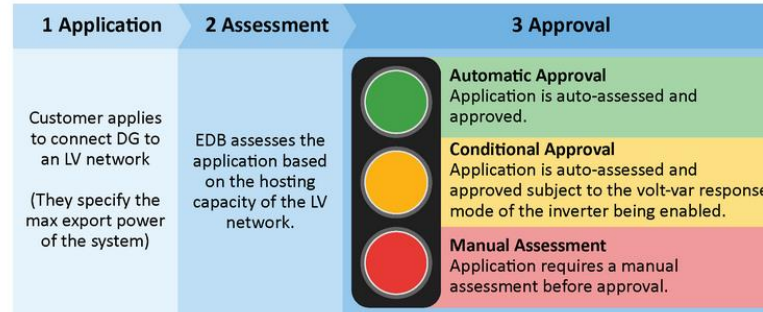 1 Application
2 Assessment
3 Approval
Customer applies
to connect DG to
an LV network
(They specify the
max export power
of the system)
EDB assesses the
application based
on the hosting
capacity of the LV
network.
Automatic Approval
Application is auto-assessed and
approved.
Conditional Approval
Application is auto-assessed and
approved subject to the volt-var response
mode of the inverter being enabled.
Manual Assessment
Application requires a manual
assessment before approval.